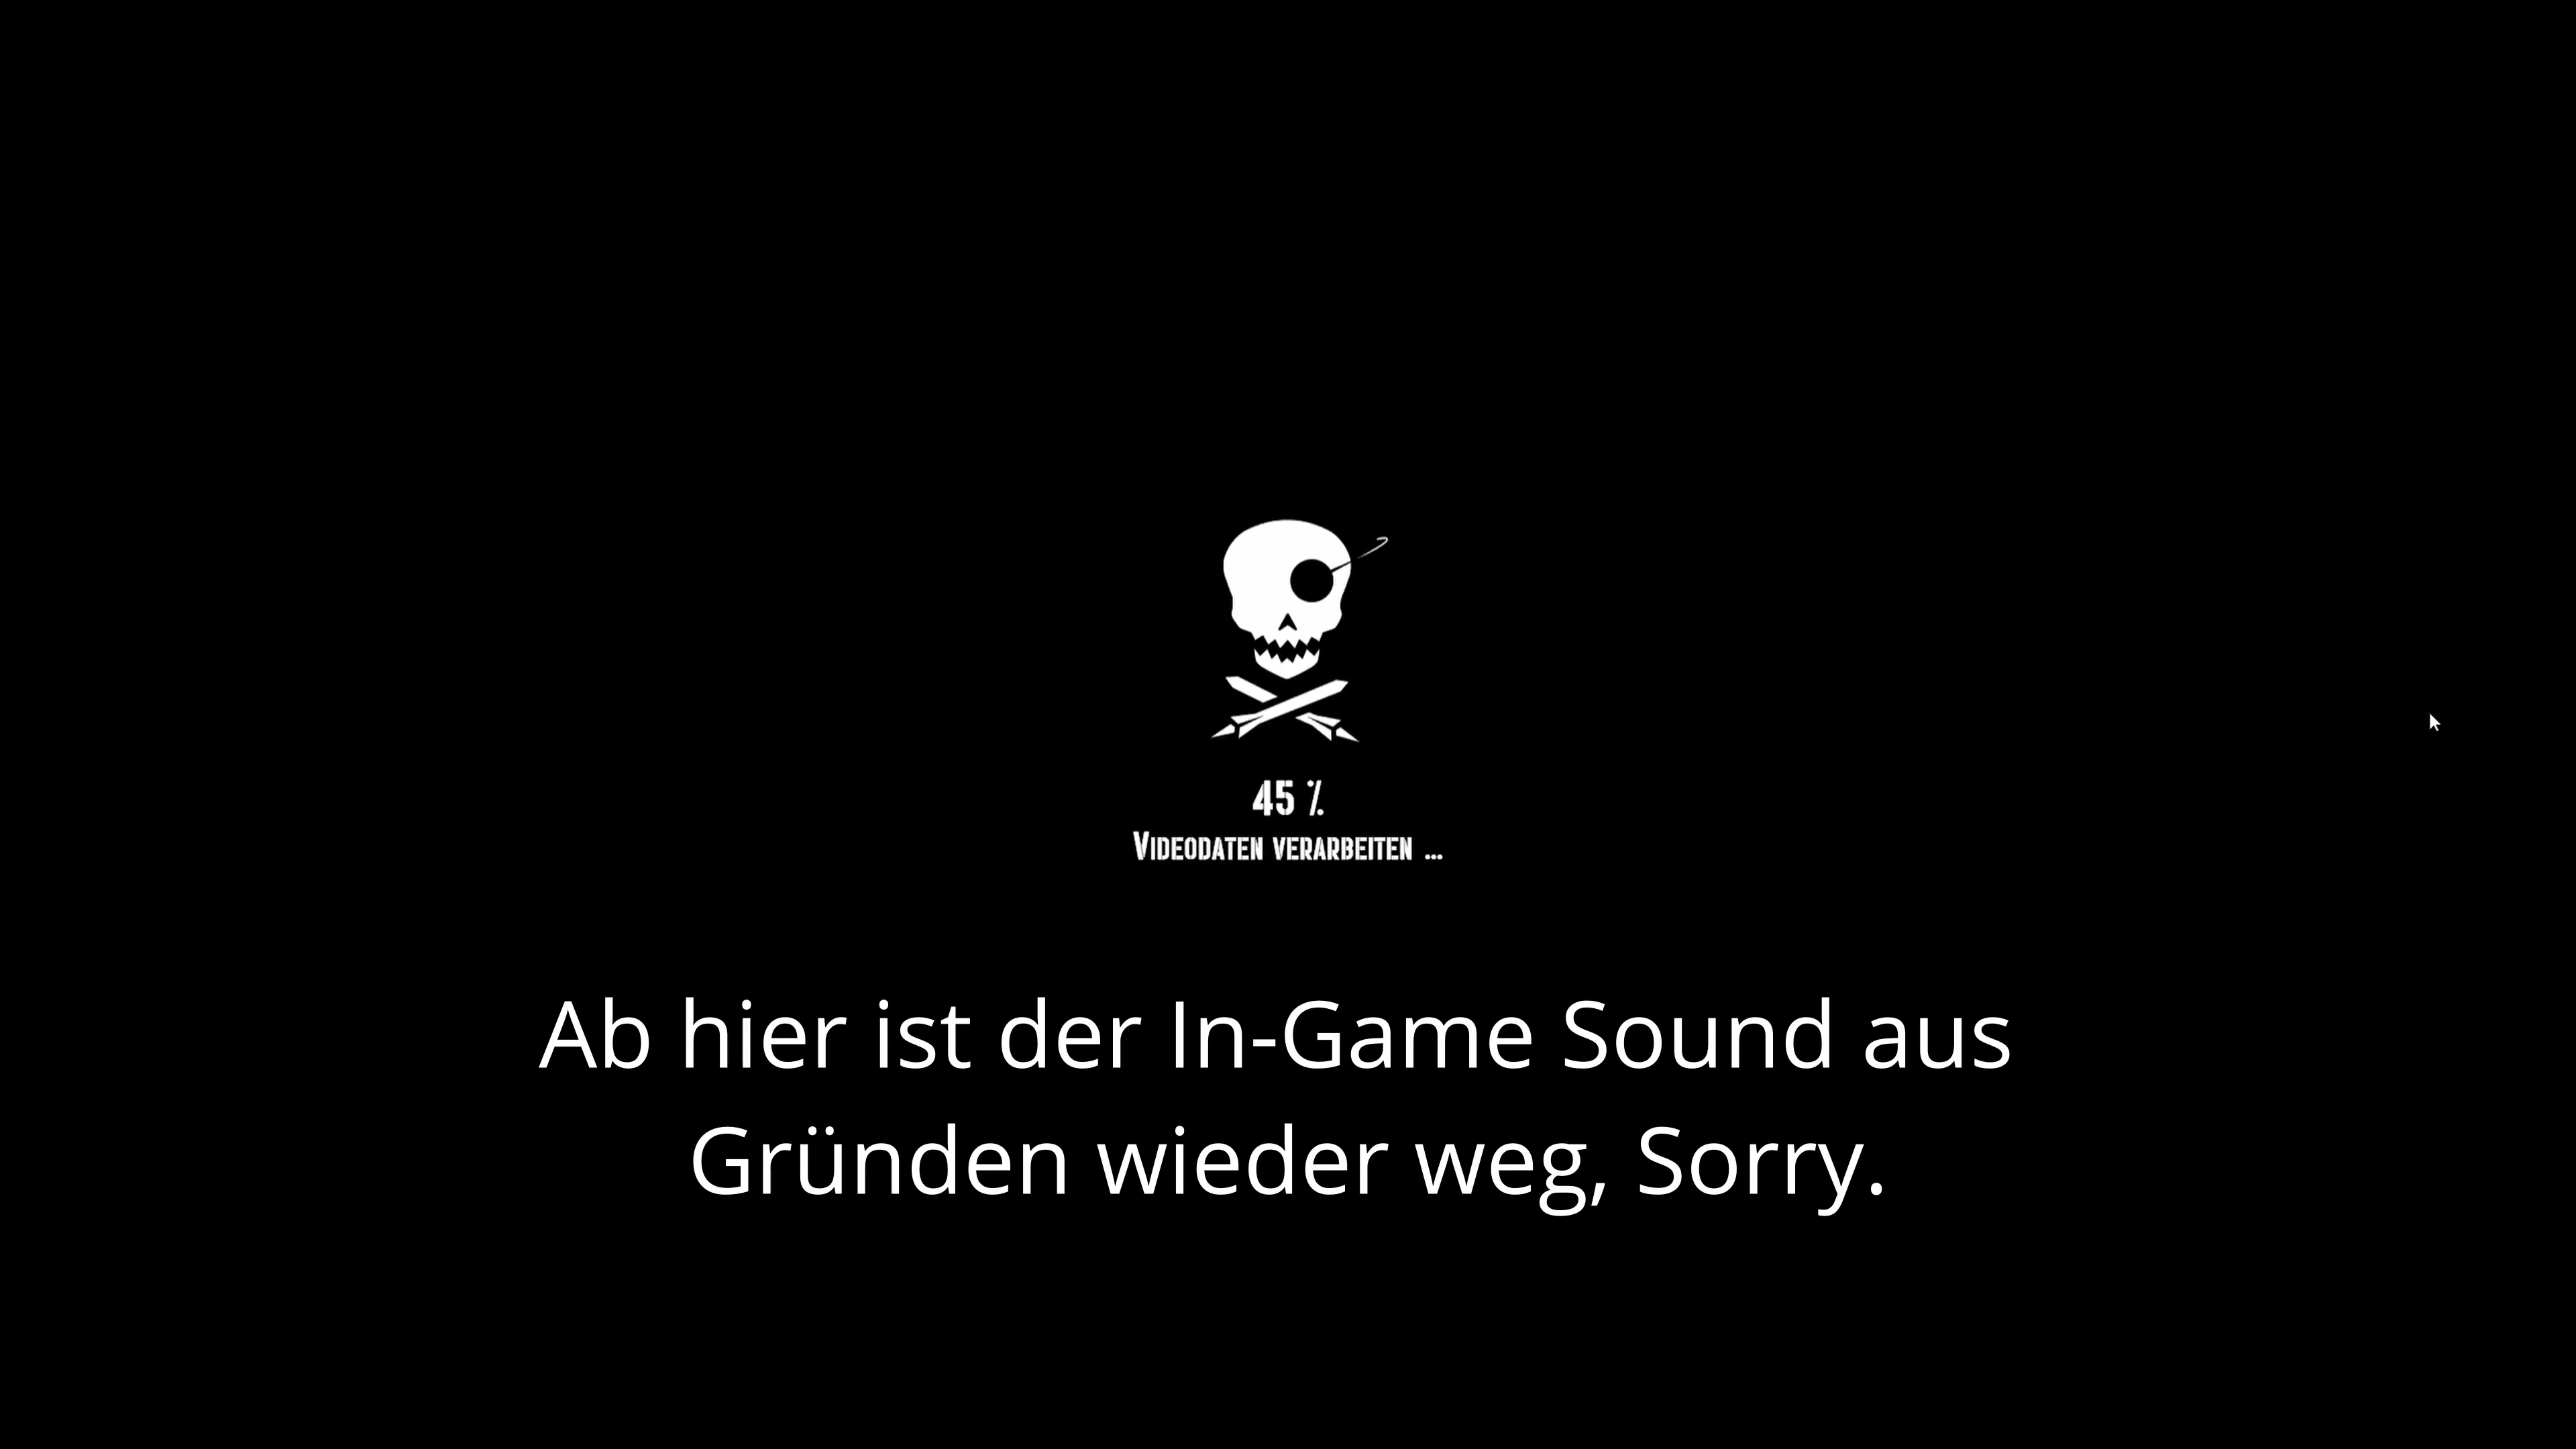 45 %
Videodaten verarbeiten ...
Ab hier ist der In-Game Sound aus
Gründen wieder weg, Sorry.